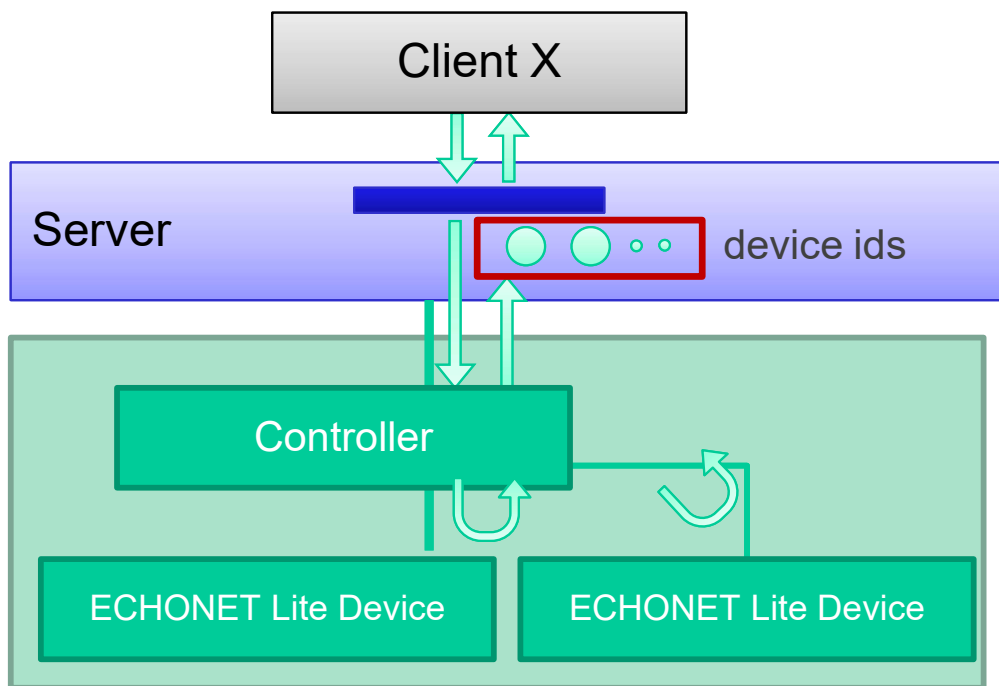 Client X
Server
device ids
Controller
ECHONET Lite Device
ECHONET Lite Device